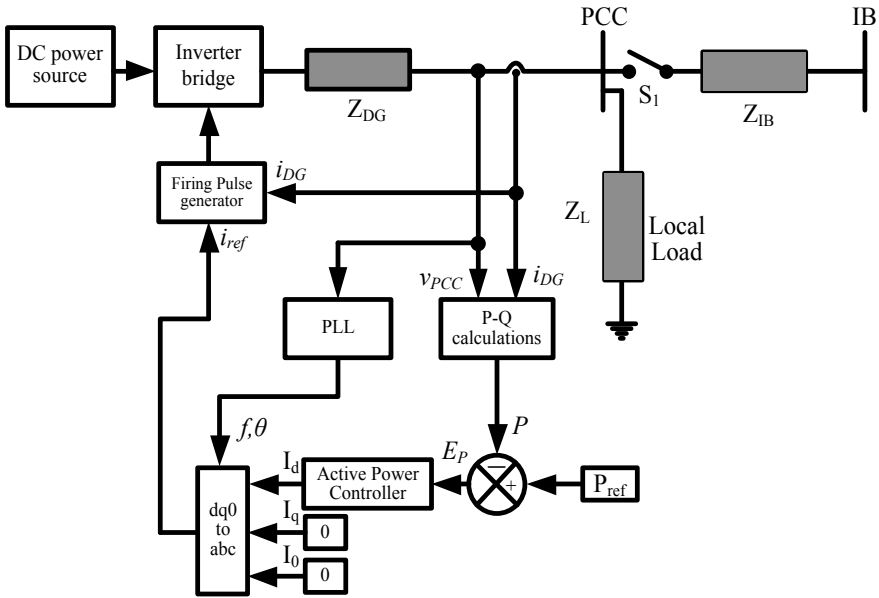 PCC
IB
DC power
source
Inverter
bridge
Z_DG
S_1
Z_IB
Firing Pulse
generator
i_DG
i_ref
Z_L
Local
Load
v_PCC
i_DG
PLL
P-Q
calculations
f,θ
P
E_P
I_d
Active Power
Controller
−
+
P_ref
dq0
to
abc
I_q
0
I_0
0